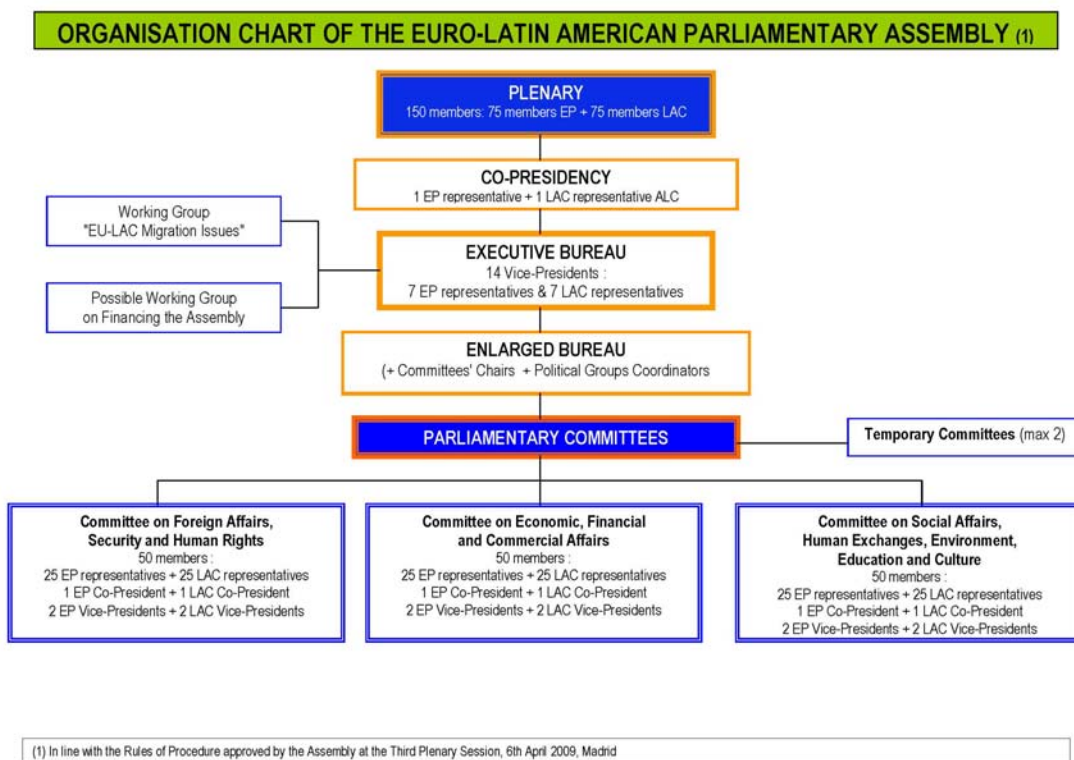 ORGANISATION CHART OF THE EURO-LATIN AMERICAN PARLIAMENTARY ASSEMBLY (1)
PLENARY
150 members: 75 members EP + 75 members LAC
CO-PRESIDENCY
1 EP representative + 1 LAC representative ALC
Working Group
"EU-LAC Migration Issues"
EXECUTIVE BUREAU
14 Vice-Presidents :
7 EP representatives & 7 LAC representatives
Possible Working Group
on Financing the Assembly
ENLARGED BUREAU
(+ Committees' Chairs + Political Groups Coordinators
PARLIAMENTARY COMMITTEES
Temporary Committees (max 2)
Committee on Foreign Affairs,
Security and Human Rights
50 members :
25 EP representatives + 25 LAC representatives
1 EP Co-President + 1 LAC Co-President
2 EP Vice-Presidents + 2 LAC Vice-Presidents
Committee on Economic, Financial
and Commercial Affairs
50 members :
25 EP representatives + 25 LAC representatives
1 EP Co-President + 1 LAC Co-President
2 EP Vice-Presidents + 2 LAC Vice-Presidents
Committee on Social Affairs,
Human Exchanges, Environment,
Education and Culture
50 members :
25 EP representatives + 25 LAC representatives
1 EP Co-President + 1 LAC Co-President
2 EP Vice-Presidents + 2 LAC Vice-Presidents
(1) In line with the Rules of Procedure approved by the Assembly at the Third Plenary Session, 6th April 2009, Madrid